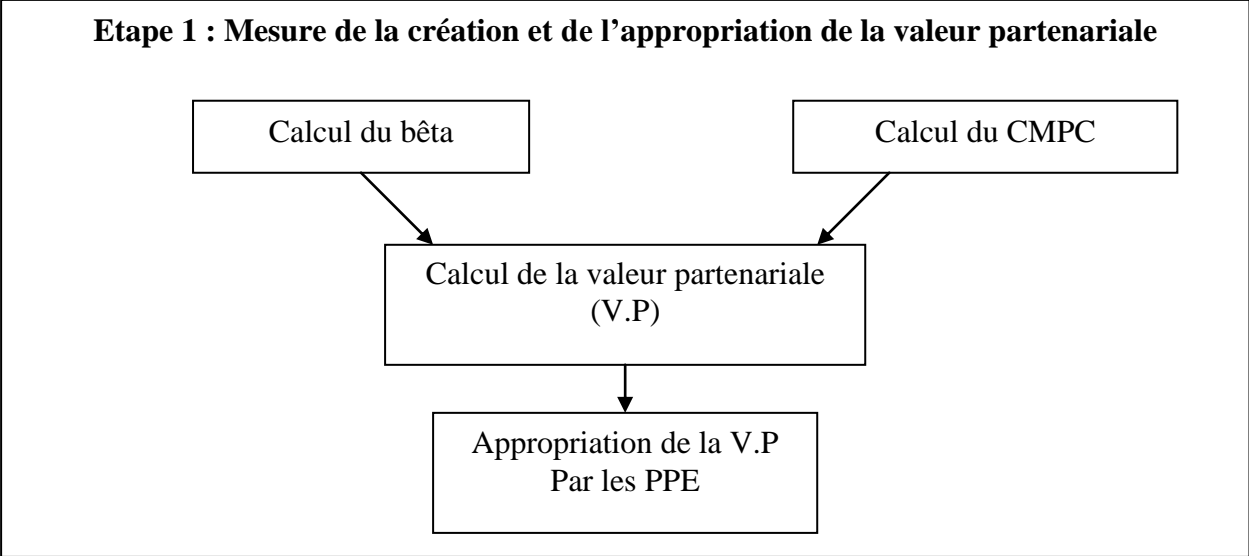 Etape 1 : Mesure de la création et de l’appropriation de la valeur partenariale
Calcul du bêta
Calcul du CMPC
Calcul de la valeur partenariale
(V.P)
Appropriation de la V.P
Par les PPE